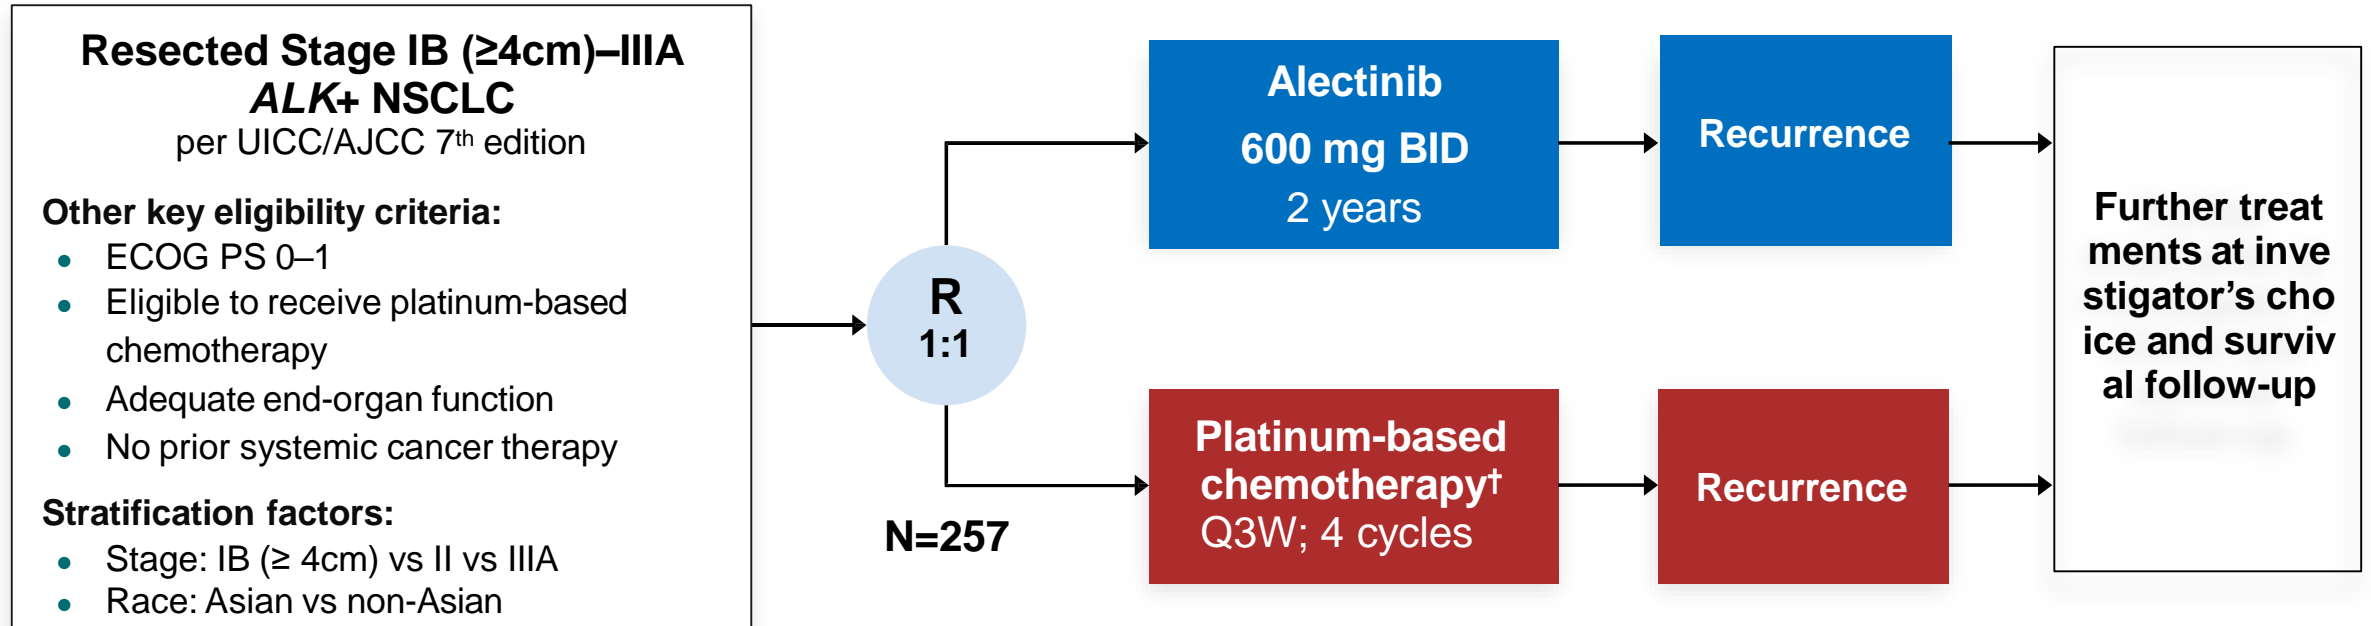 Resected Stage IB (≥4cm)–IIIA
ALK+ NSCLC
per UICC/AJCC 7th edition
Other key eligibility criteria:
● ECOG PS 0–1
● Eligible to receive platinum-based
chemotherapy
● Adequate end-organ function
● No prior systemic cancer therapy
Stratification factors:
● Stage: IB (≥ 4cm) vs II vs IIIA
● Race: Asian vs non-Asian
R
1:1
N=257
Alectinib
600 mg BID
2 years
Recurrence
Platinum-based
chemotherapy†
Q3W; 4 cycles
Recurrence
Further treat
ments at inve
stigator’s cho
ice and surviv
al follow-up